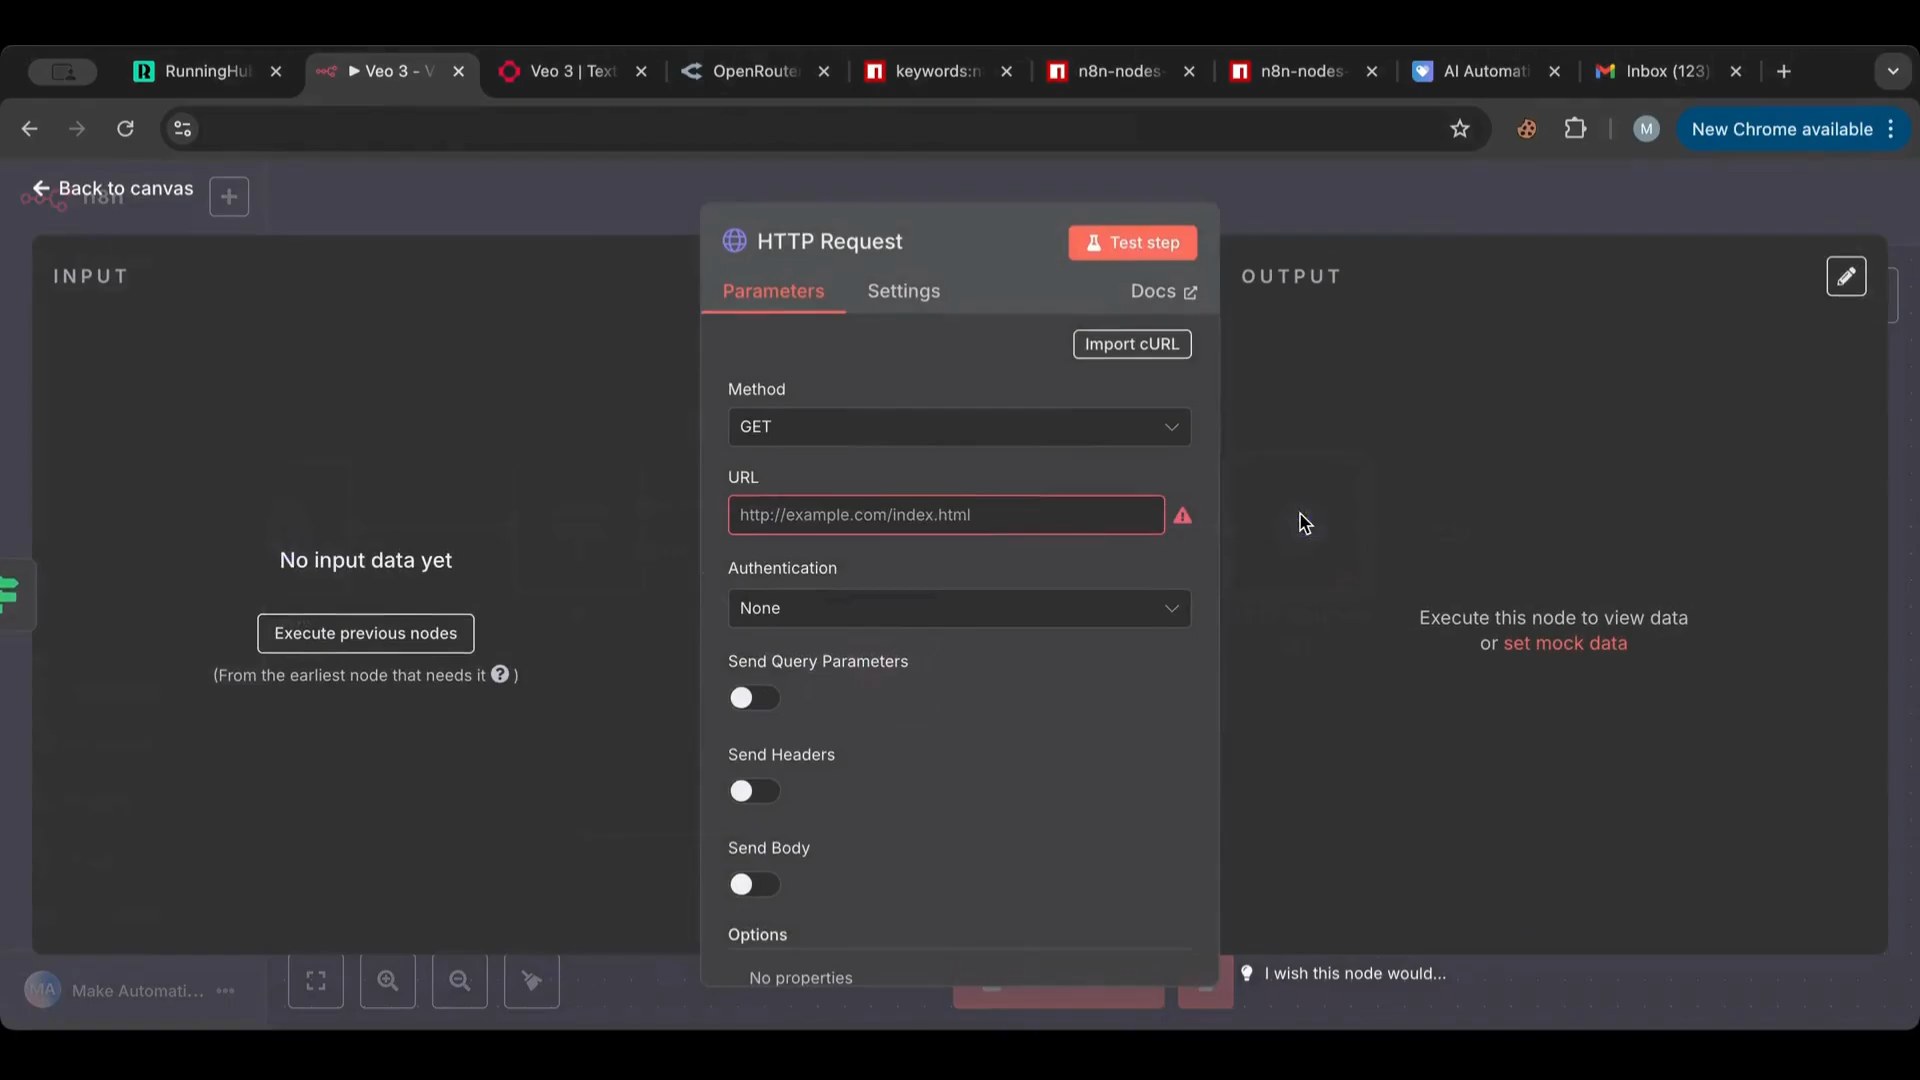 RunningHu
Veo 3 - V
Veo 3 | Text
OpenRoute
keywords:n
n8n-nodes-
n8n-nodes-
AI Automati
Inbox (123)
M
New Chrome available
Back to canvas
n8n
INPUT
HTTP Request
Test step
OUTPUT
Parameters
Settings
Docs
Import cURL
Method
GET
URL
http://example.com/index.html
No input data yet
Authentication
None
Execute previous nodes
(From the earliest node that needs it ? )
Execute this node to view data
or set mock data
Send Query Parameters
Send Headers
Send Body
Options
No properties
MA
Make Automati...
I wish this node would...